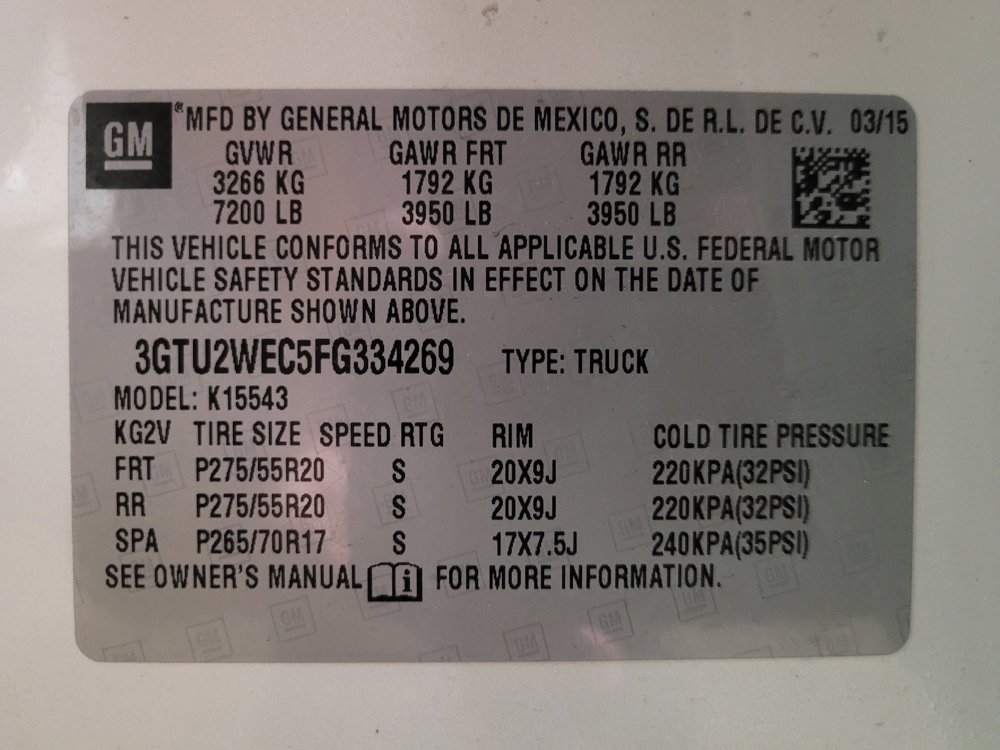 GM ® MFD BY GENERAL MOTORS DE MEXICO, S. DE R.L. DE C.V. 03/15
GVWR GAWR FRT GAWR RR
3266 KG 1792 KG 1792 KG
7200 LB 3950 LB 3950 LB
THIS VEHICLE CONFORMS TO ALL APPLICABLE U.S. FEDERAL MOTOR
VEHICLE SAFETY STANDARDS IN EFFECT ON THE DATE OF
MANUFACTURE SHOWN ABOVE.
3GTU2WEC5FG334269 TYPE: TRUCK
MODEL: K15543
KG2V TIRE SIZE SPEED RTG RIM COLD TIRE PRESSURE
FRT P275/55R20 S 20X9J 220KPA(32PSI)
RR P275/55R20 S 20X9J 220KPA(32PSI)
SPA P265/70R17 S 17X7.5J 240KPA(35PSI)
SEE OWNER'S MANUAL FOR MORE INFORMATION.